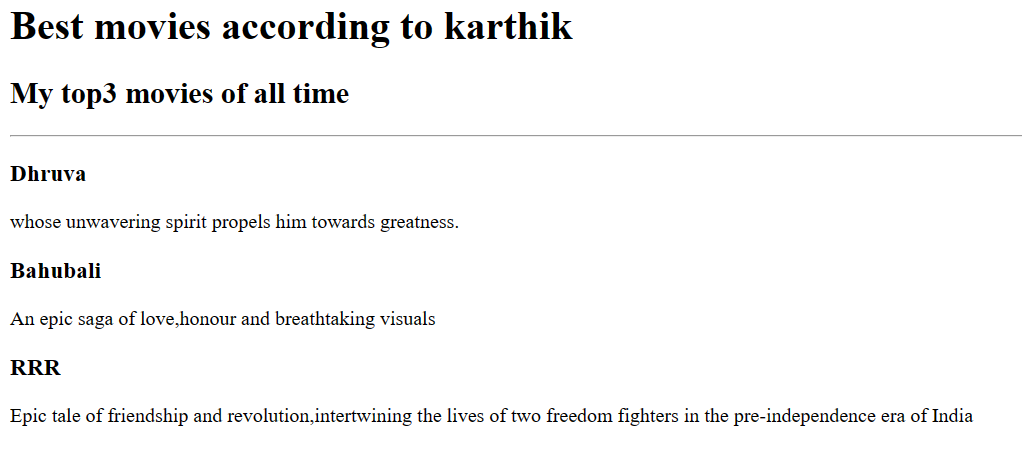 Best movies according to karthik
My top3 movies of all time
Dhruva
whose unwavering spirit propels him towards greatness.
Bahubali
An epic saga of love,honour and breathtaking visuals
RRR
Epic tale of friendship and revolution,intertwining the lives of two freedom fighters in the pre-independence era of India